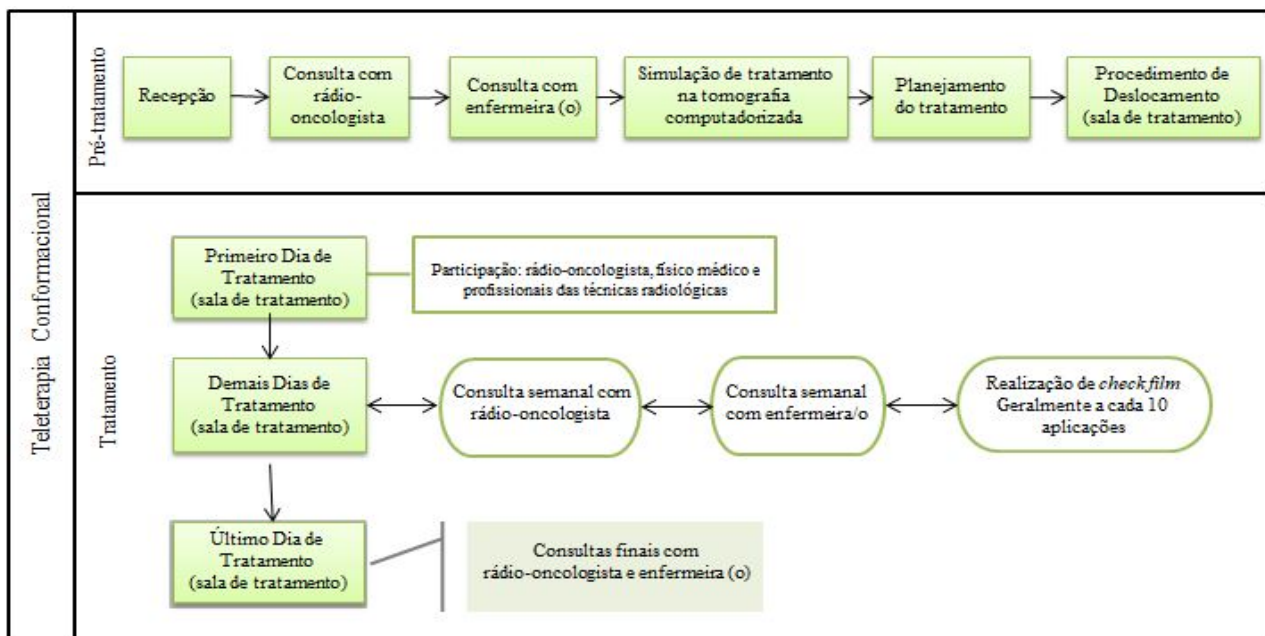 Teleterapia Conformacional
Pré-tratamento
Recepção
Consulta com
rádio-
oncologista
Consulta com
enfermeira (o)
Simulação de tratamento
na tomografia
computadorizada
Planejamento
do tratamento
Procedimento de
Deslocamento
(sala de tratamento)
Tratamento
Primeiro Dia de
Tratamento
(sala de tratamento)
Participação: rádio-oncologista, físico médico e
profissionais das técnicas radiológicas
Demais Dias de
Tratamento
(sala de tratamento)
Consulta semanal com
rádio-oncologista
Consulta semanal
com enfermeira/o
Realização de check film
Geralmente a cada 10
aplicações
Último Dia de
Tratamento
(sala de tratamento)
Consultas finais com
rádio-oncologista e enfermeira (o)